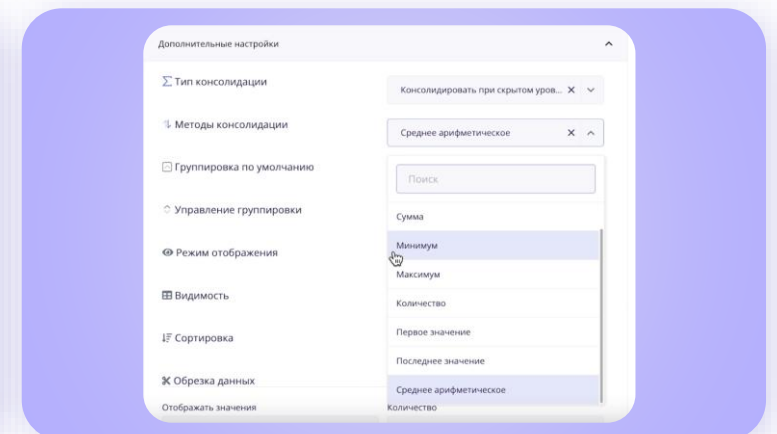 Дополнительные настройки
Тип консолидации
Консолидировать при скрытом уров...
Методы консолидации
Среднее арифметическое
Группировка по умолчанию
Поиск
Управление группировки
Сумма
Режим отображения
Минимум
Максимум
Видимость
Количество
Сортировка
Первое значение
Последнее значение
Обрезка данных
Среднее арифметическое
Отображать значения
Количество